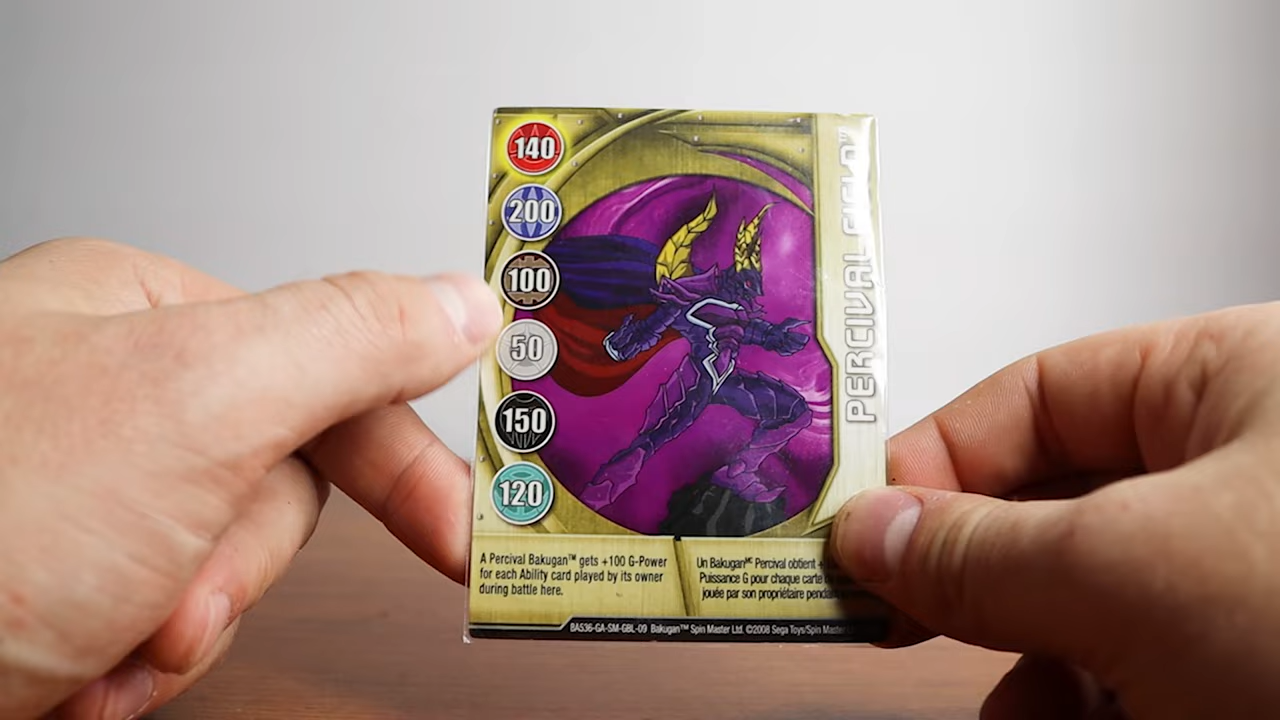 140
200
100
50
150
120
PERCIVAL
A Percival Bakugan™ gets +100 G-Power
for each Ability card played by its owner
during battle here.
Un Bakugan^MC Percival obtient +
Puissance G pour chaque carte
jouée par son propriétaire
BA536-GA-SM-GBL-09 Bakugan™ Spin Master Ltd. ©2008 Sega Toys/Spin Master